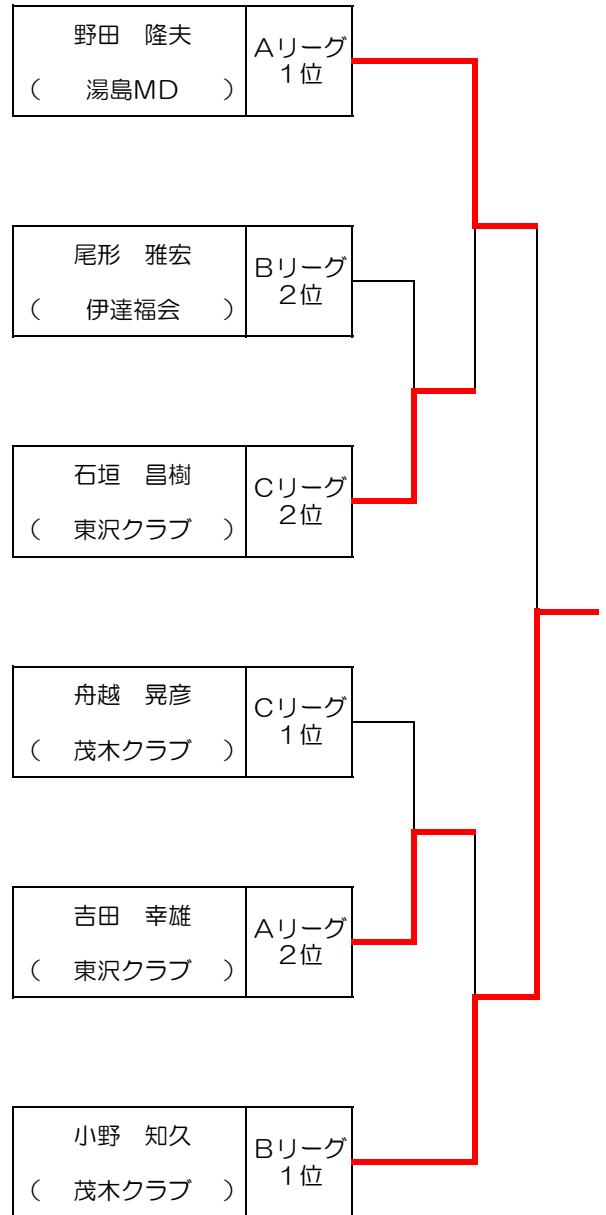 野田　隆夫
（　湯島MD　）
Aリーグ
1位
尾形　雅宏
（　伊達福会　）
Bリーグ
2位
石垣　昌樹
（　東沢クラブ　）
Cリーグ
2位
舟越　晃彦
（　茂木クラブ　）
Cリーグ
1位
吉田　幸雄
（　東沢クラブ　）
Aリーグ
2位
小野　知久
（　茂木クラブ　）
Bリーグ
1位